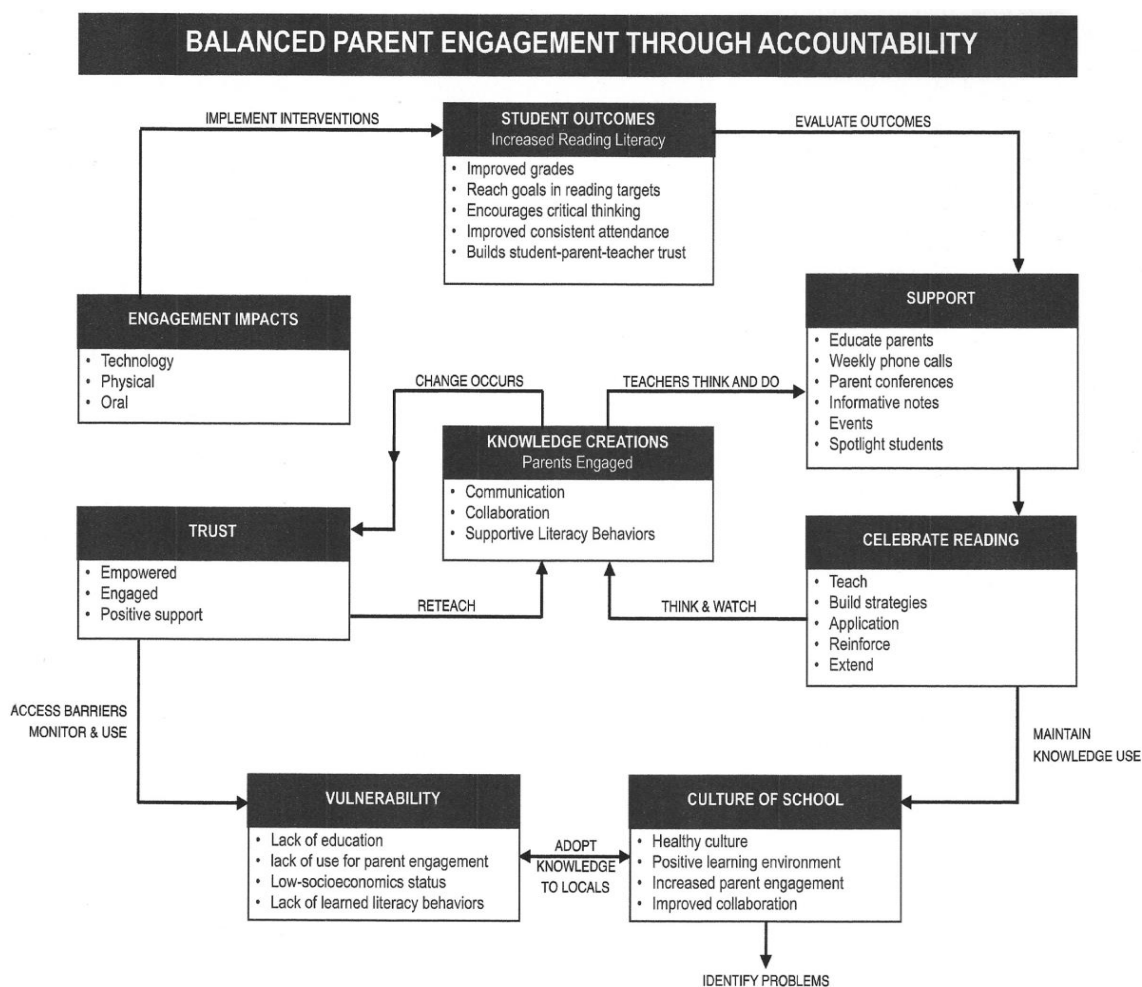 BALANCED PARENT ENGAGEMENT THROUGH ACCOUNTABILITY
IMPLEMENT INTERVENTIONS
STUDENT OUTCOMES
Increased Reading Literacy
• Improved grades
• Reach goals in reading targets
• Encourages critical thinking
• Improved consistent attendance
• Builds student-parent-teacher trust
EVALUATE OUTCOMES
ENGAGEMENT IMPACTS
• Technology
• Physical
• Oral
SUPPORT
• Educate parents
• Weekly phone calls
• Parent conferences
• Informative notes
• Events
• Spotlight students
CHANGE OCCURS
TEACHERS THINK AND DO
KNOWLEDGE CREATIONS
Parents Engaged
• Communication
• Collaboration
• Supportive Literacy Behaviors
TRUST
• Empowered
• Engaged
• Positive support
RETEACH
THINK & WATCH
CELEBRATE READING
• Teach
• Build strategies
• Application
• Reinforce
• Extend
ACCESS BARRIERS
MONITOR & USE
MAINTAIN
KNOWLEDGE USE
VULNERABILITY
• Lack of education
• lack of use for parent engagement
• Low-socioeconomics status
• Lack of learned literacy behaviors
ADOPT
KNOWLEDGE
TO LOCALS
CULTURE OF SCHOOL
• Healthy culture
• Positive learning environment
• Increased parent engagement
• Improved collaboration
IDENTIFY PROBLEMS